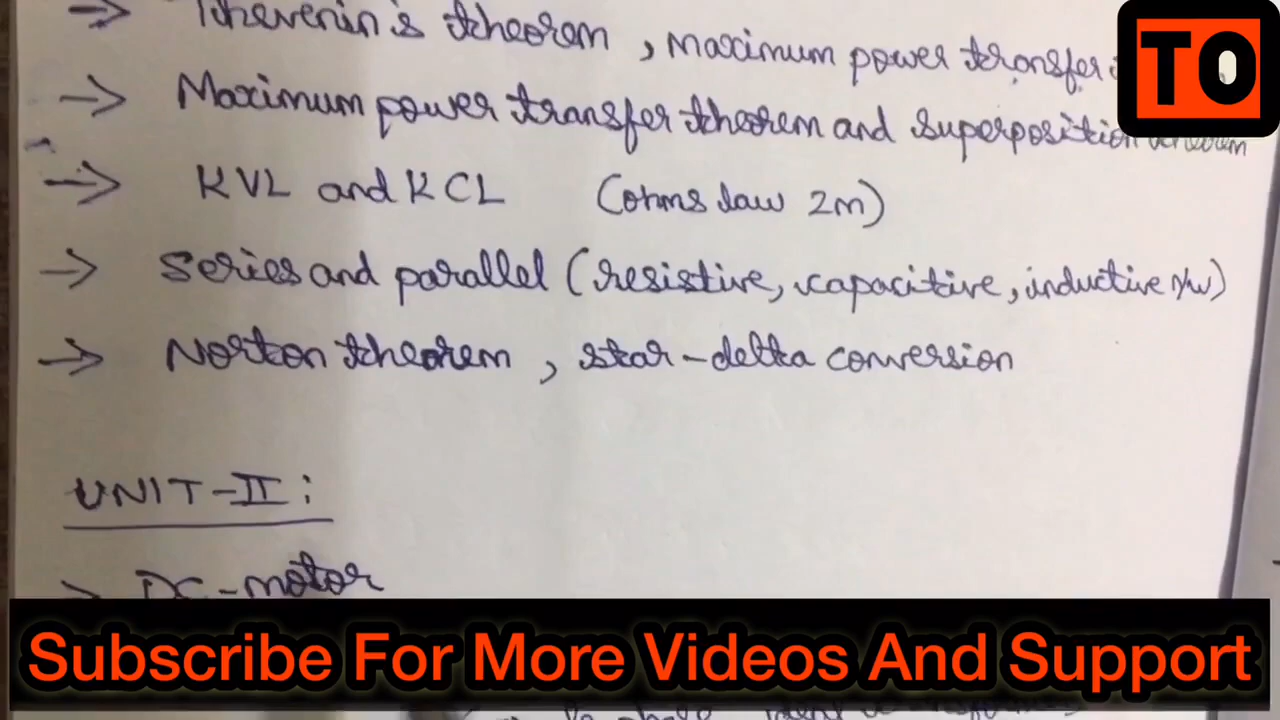 → Thevenin's theorem, Maximum power transfer
TO
→ Maximum power transfer theorem and superposition theorem
→ KVL and KCL (ohms law 2m)
→ Series and parallel (resistive, capacitive, inductive n/w)
→ Norton theorem, star-delta conversion
UNIT-II:
→ DC-motor
Subscribe For More Videos And Support